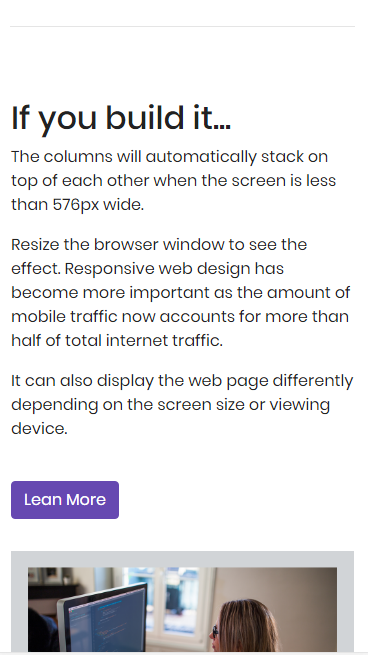 If you build it...
The columns will automatically stack on
top of each other when the screen is less
than 576px wide.
Resize the browser window to see the
effect. Responsive web design has
become more important as the amount of
mobile traffic now accounts for more than
half of total internet traffic.
It can also display the web page differently
depending on the screen size or viewing
device.
Lean More